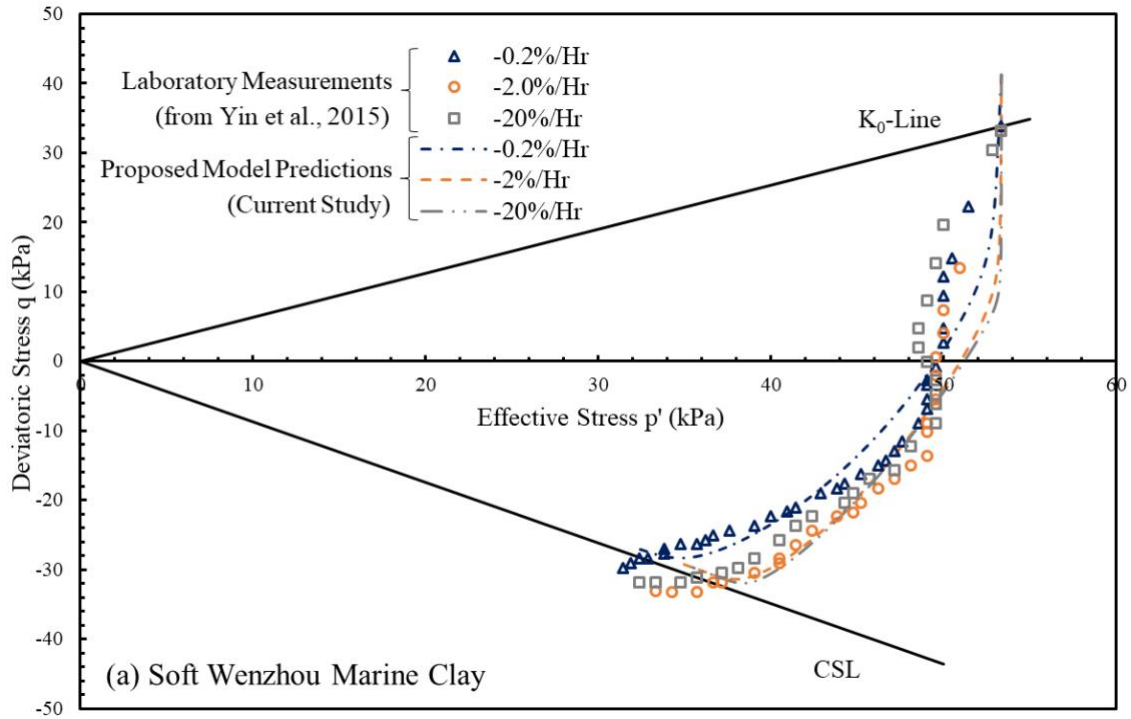 50
40
30
20
10
0
-10
-20
-30
-40
-50
Deviatoric Stress q (kPa)
Laboratory Measurements
(from Yin et al., 2015)
-0.2%/Hr
-2.0%/Hr
-20%/Hr
Proposed Model Predictions
(Current Study)
-0.2%/Hr
-2%/Hr
-20%/Hr
K₀-Line
0 10 20 30 40 50 60
Effective Stress p' (kPa)
(a) Soft Wenzhou Marine Clay
CSL